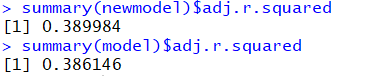 > summary(newmodel)$adj.r.squared
[1] 0.389984
> summary(model)$adj.r.squared
[1] 0.386146